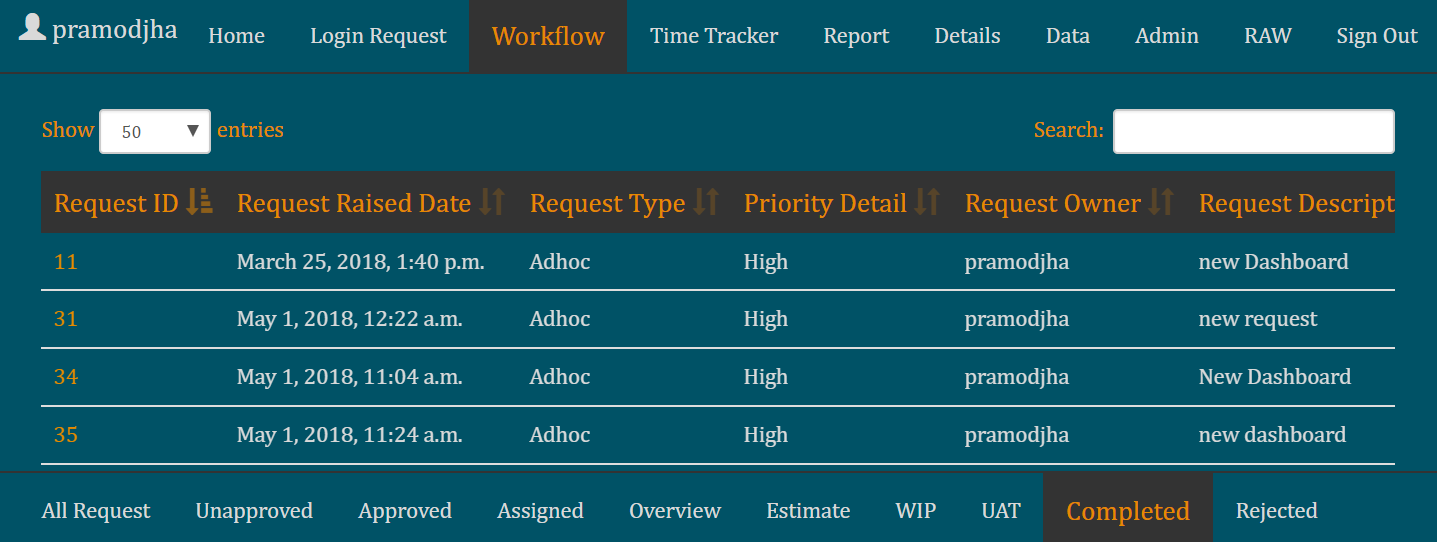 pramodjha Home Login Request Workflow Time Tracker Report Details Data Admin RAW Sign Out
Show 50 entries Search:
Request ID Request Raised Date Request Type Priority Detail Request Owner Request Descript
11 March 25, 2018, 1:40 p.m. Adhoc High pramodjha new Dashboard
31 May 1, 2018, 12:22 a.m. Adhoc High pramodjha new request
34 May 1, 2018, 11:04 a.m. Adhoc High pramodjha New Dashboard
35 May 1, 2018, 11:24 a.m. Adhoc High pramodjha new dashboard
All Request Unapproved Approved Assigned Overview Estimate WIP UAT Completed Rejected